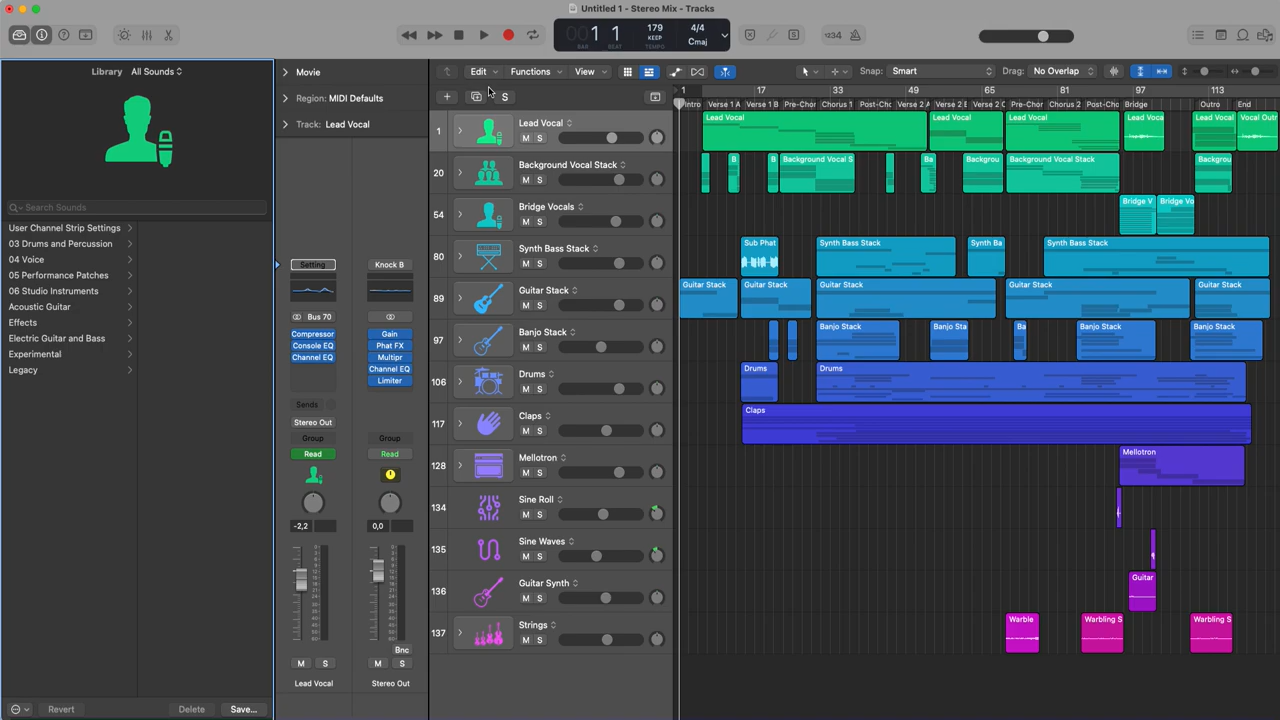 Untitled 1 - Stereo Mix - Tracks
001 1
BAR BEAT
179
KEEP
TEMPO
4/4
Cmaj
1234
Library All Sounds
Search Sounds
User Channel Strip Settings
03 Drums and Percussion
04 Voice
05 Performance Patches
06 Studio Instruments
Acoustic Guitar
Effects
Electric Guitar and Bass
Experimental
Legacy
Revert Delete Save...
Movie
Region: MIDI Defaults
Track: Lead Vocal
Setting Knock B
Bus 70
Compressor
Console EQ
Channel EQ
Gain
Phat FX
Multipr
Channel EQ
Limiter
Sends
Stereo Out
Group Group
Read Read
-2,2 0,0
Bnc
M S M S
Lead Vocal Stereo Out
Edit Functions View
Snap: Smart Drag: No Overlap
S
1 17 33 49 65 81 97 113
Intro Verse 1 A Verse 1 B Pre-Chor Chorus 1 Post-Cho Verse 2 A Verse 2 B Verse 2 C Pre-Chor Chorus 2 Post-Cho Bridge Outro End
1 Lead Vocal
M S
Lead Vocal Lead Vocal Lead Vocal Lead Voca Lead Vocal Vocal Outr
20 Background Vocal Stack
M S
B B Background Vocal S Ba Backgrou Background Vocal Stack Backgrou
54 Bridge Vocals
M S
Bridge V Bridge Vo
80 Synth Bass Stack
M S
Sub Phat Synth Bass Stack Synth Ba Synth Bass Stack
89 Guitar Stack
M S
Guitar Stack Guitar Stack Guitar Stack Guitar Stack Guitar Stack
97 Banjo Stack
M S
Banjo Stack Banjo Sta Ba Banjo Stack Banjo Stack
106 Drums
M S
Drums Drums
117 Claps
M S
Claps
128 Mellotron
M S
Mellotron
134 Sine Roll
M S
135 Sine Waves
M S
136 Guitar Synth
M S
Guitar
137 Strings
M S
Warble Warbling S Warbling S